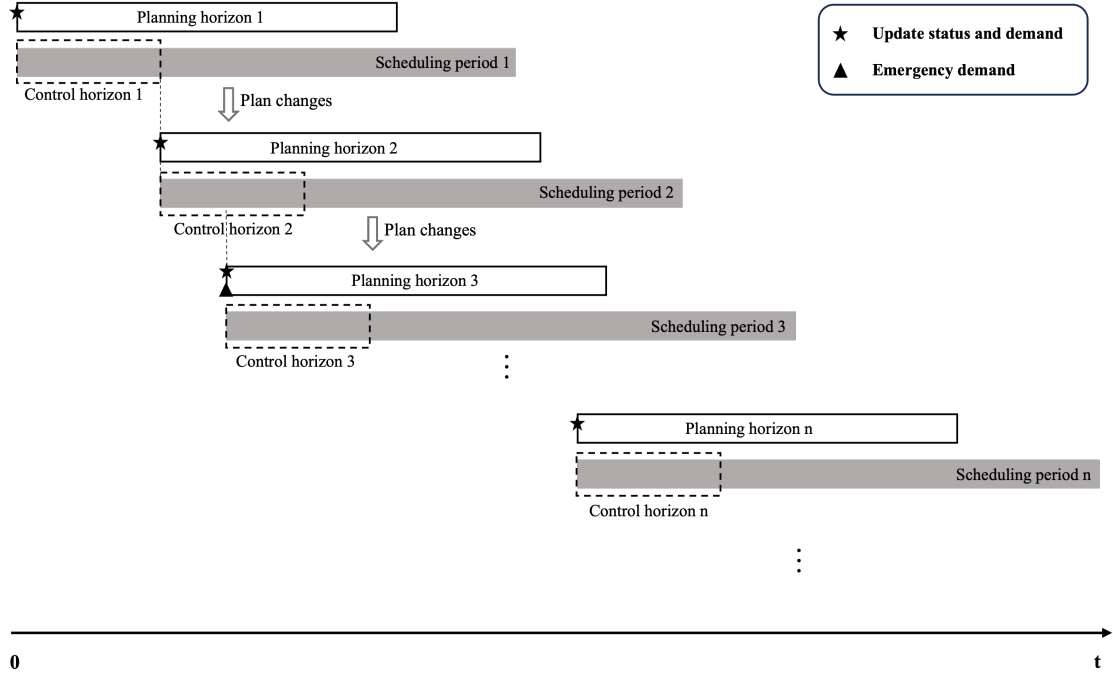 Planning horizon 1
Update status and demand
Scheduling period 1
Emergency demand
Control horizon 1
Plan changes
Planning horizon 2
Scheduling period 2
Control horizon 2
Plan changes
Planning horizon 3
Scheduling period 3
Control horizon 3
Planning horizon n
Scheduling period n
Control horizon n
0
t